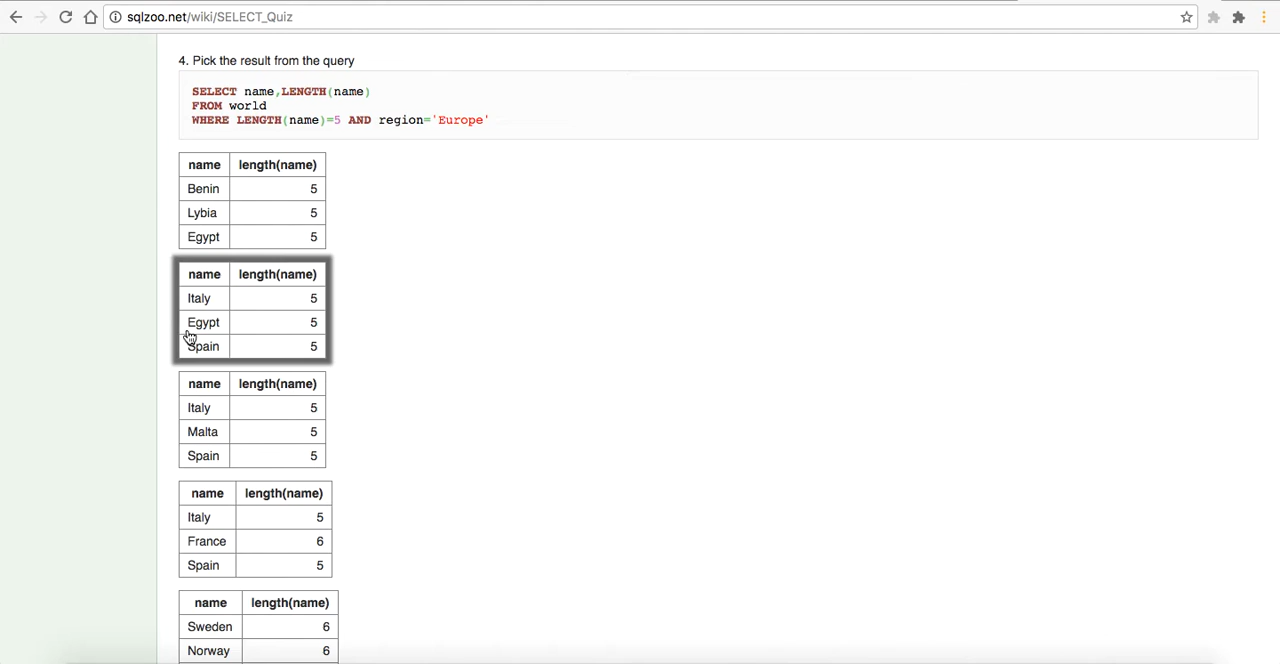 sqlzoo.net/wiki/SELECT_Quiz
4. Pick the result from the query
SELECT name,LENGTH(name)
FROM world
WHERE LENGTH(name)=5 AND region='Europe'
name length(name)
Benin 5
Lybia 5
Egypt 5
name length(name)
Italy 5
Egypt 5
Spain 5
name length(name)
Italy 5
Malta 5
Spain 5
name length(name)
Italy 5
France 6
Spain 5
name length(name)
Sweden 6
Norway 6